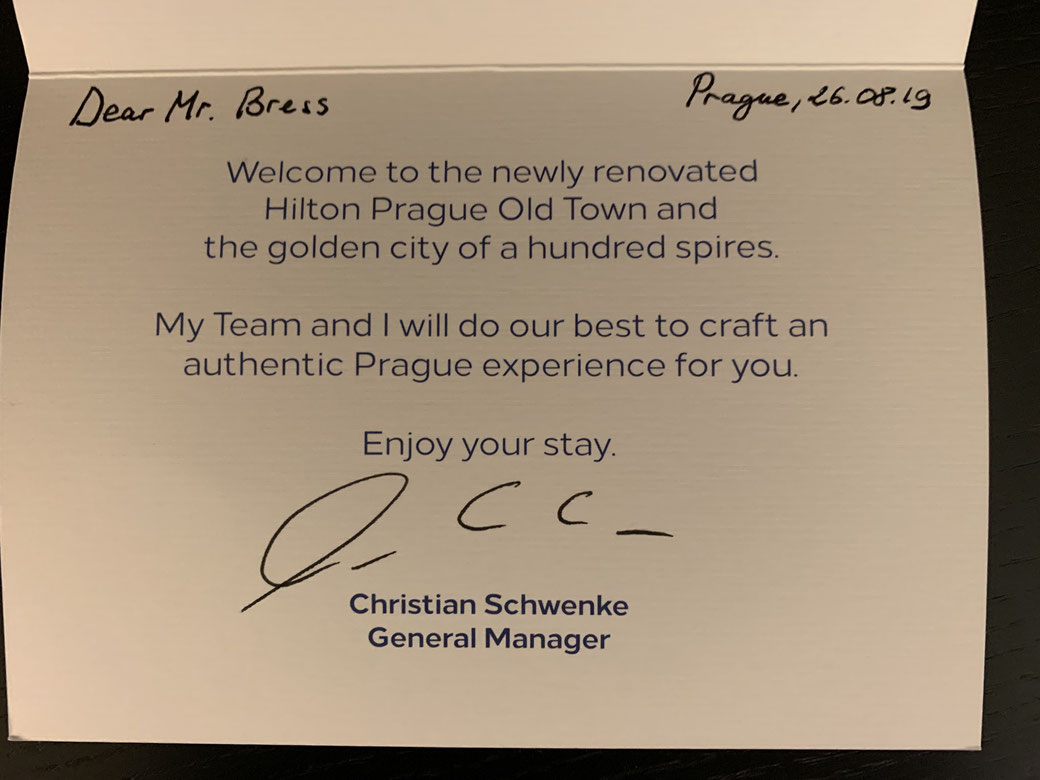 Dear Mr. Bress
Prague, 26.08.19
Welcome to the newly renovated
Hilton Prague Old Town and
the golden city of a hundred spires.
My Team and I will do our best to craft an
authentic Prague experience for you.
Enjoy your stay.
Christian Schwenke
General Manager